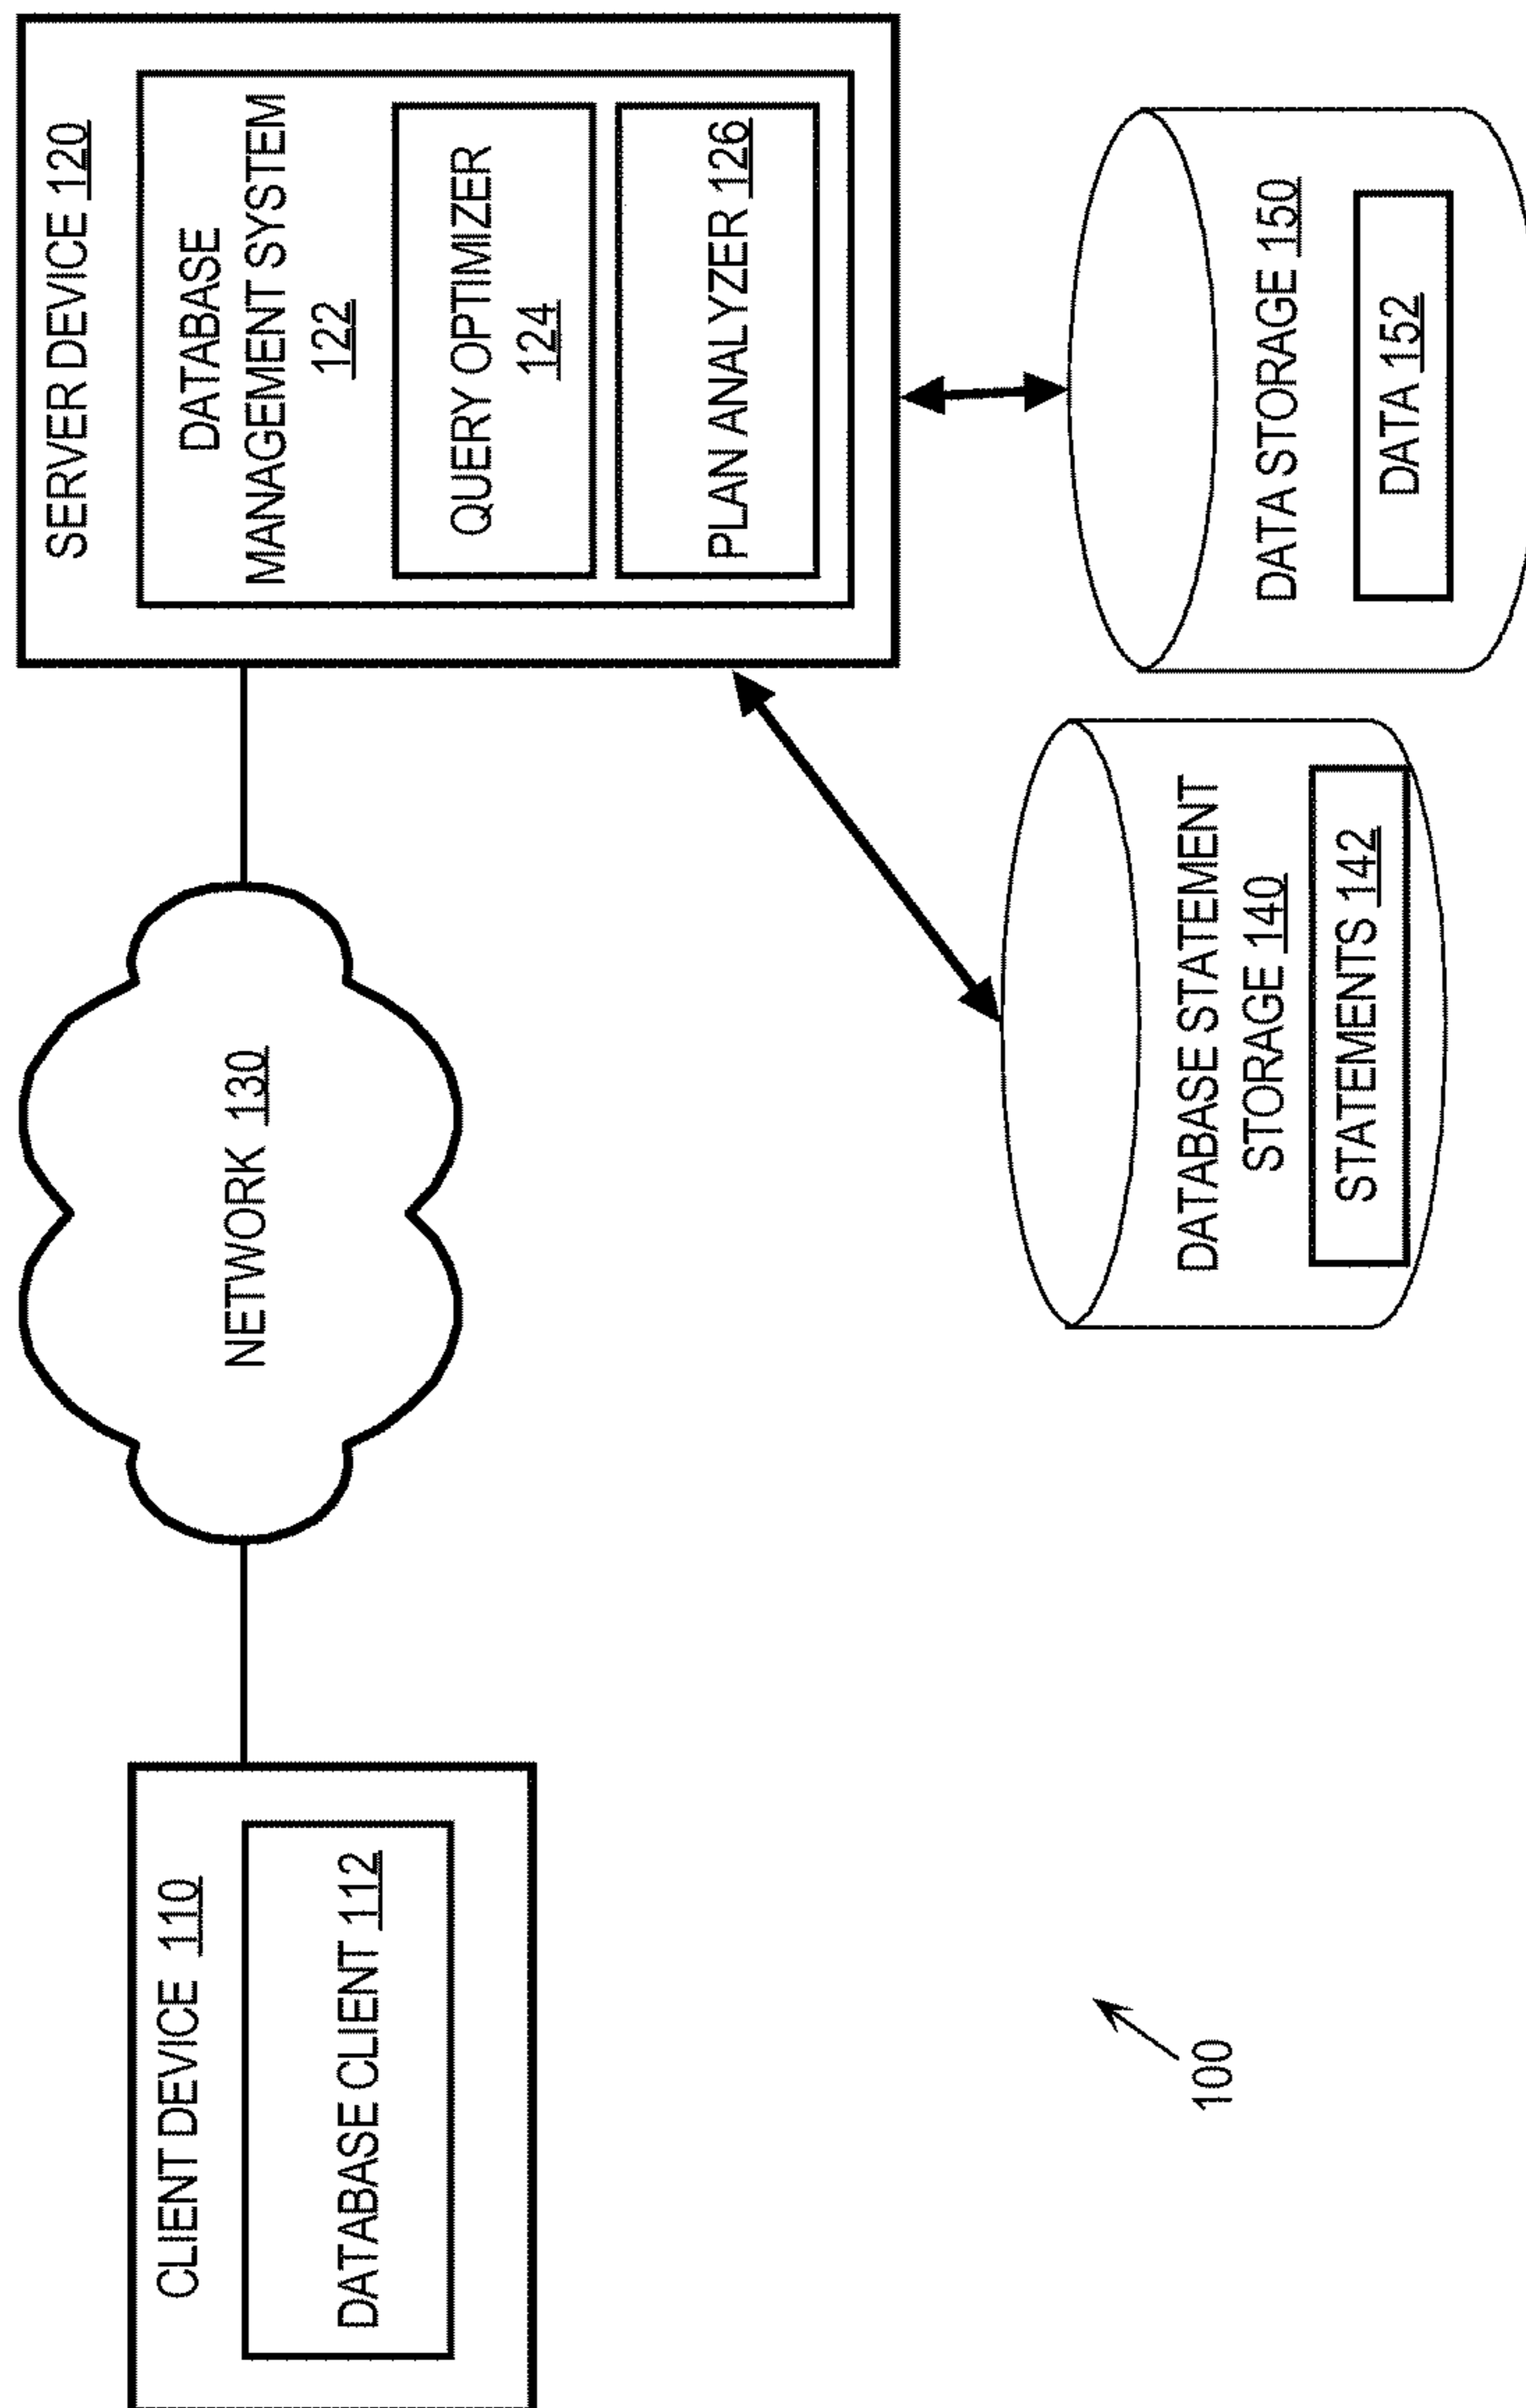 CLIENT DEVICE 110
DATABASE CLIENT 112
NETWORK 130
SERVER DEVICE 120
DATABASE
MANAGEMENT SYSTEM
122
QUERY OPTIMIZER
124
PLAN ANALYZER 126
DATABASE STATEMENT
STORAGE 140
STATEMENTS 142
DATA STORAGE 150
DATA 152
100